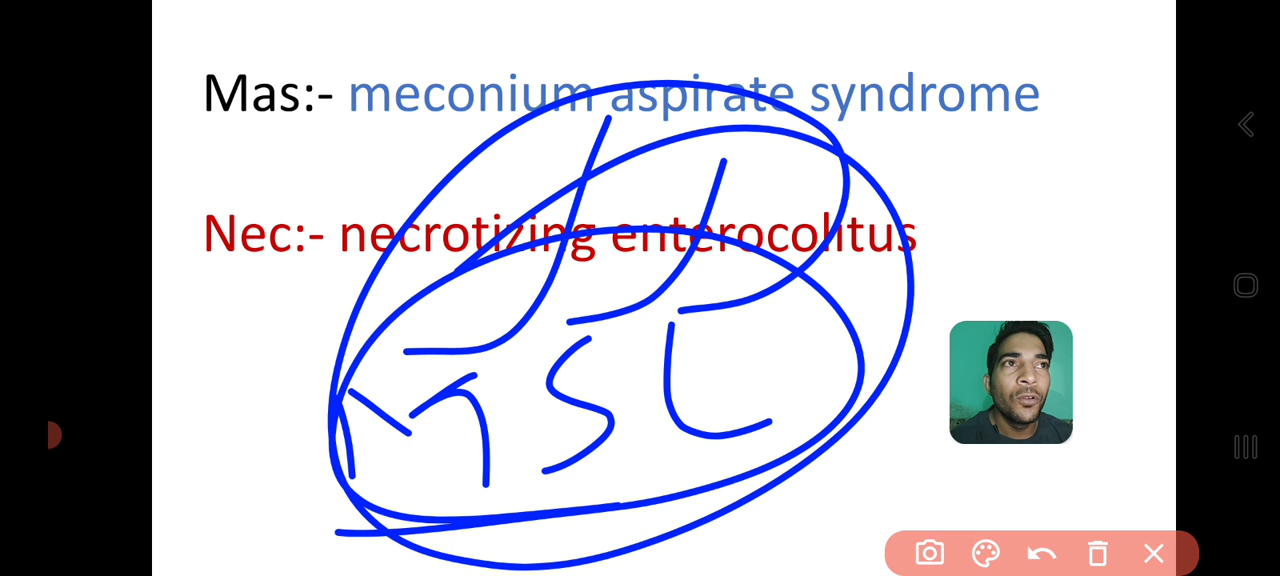 Mas:- meconium aspirate syndrome
Nec:- necrotizing enterocolitus
MSL